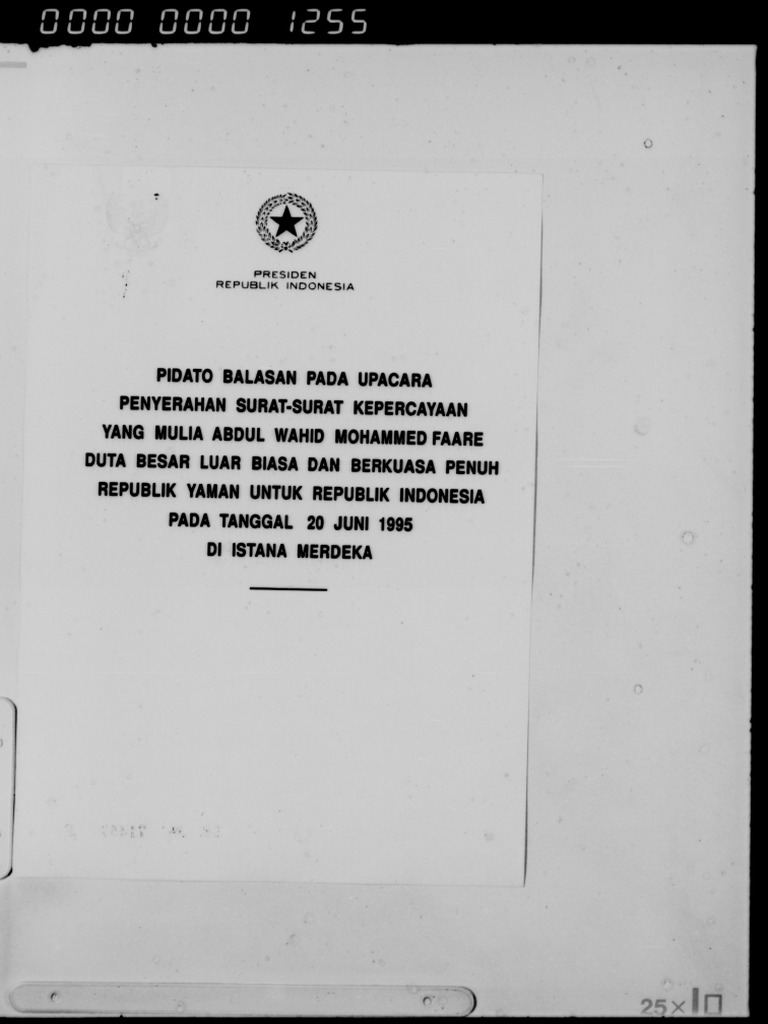 0000 0000 1255
PRESIDEN
REPUBLIK INDONESIA
PIDATO BALASAN PADA UPACARA
PENYERAHAN SURAT-SURAT KEPERCAYAAN
YANG MULIA ABDUL WAHID MOHAMMED FAARE
DUTA BESAR LUAR BIASA DAN BERKUASA PENUH
REPUBLIK YAMAN UNTUK REPUBLIK INDONESIA
PADA TANGGAL 20 JUNI 1995
DI ISTANA MERDEKA
25×